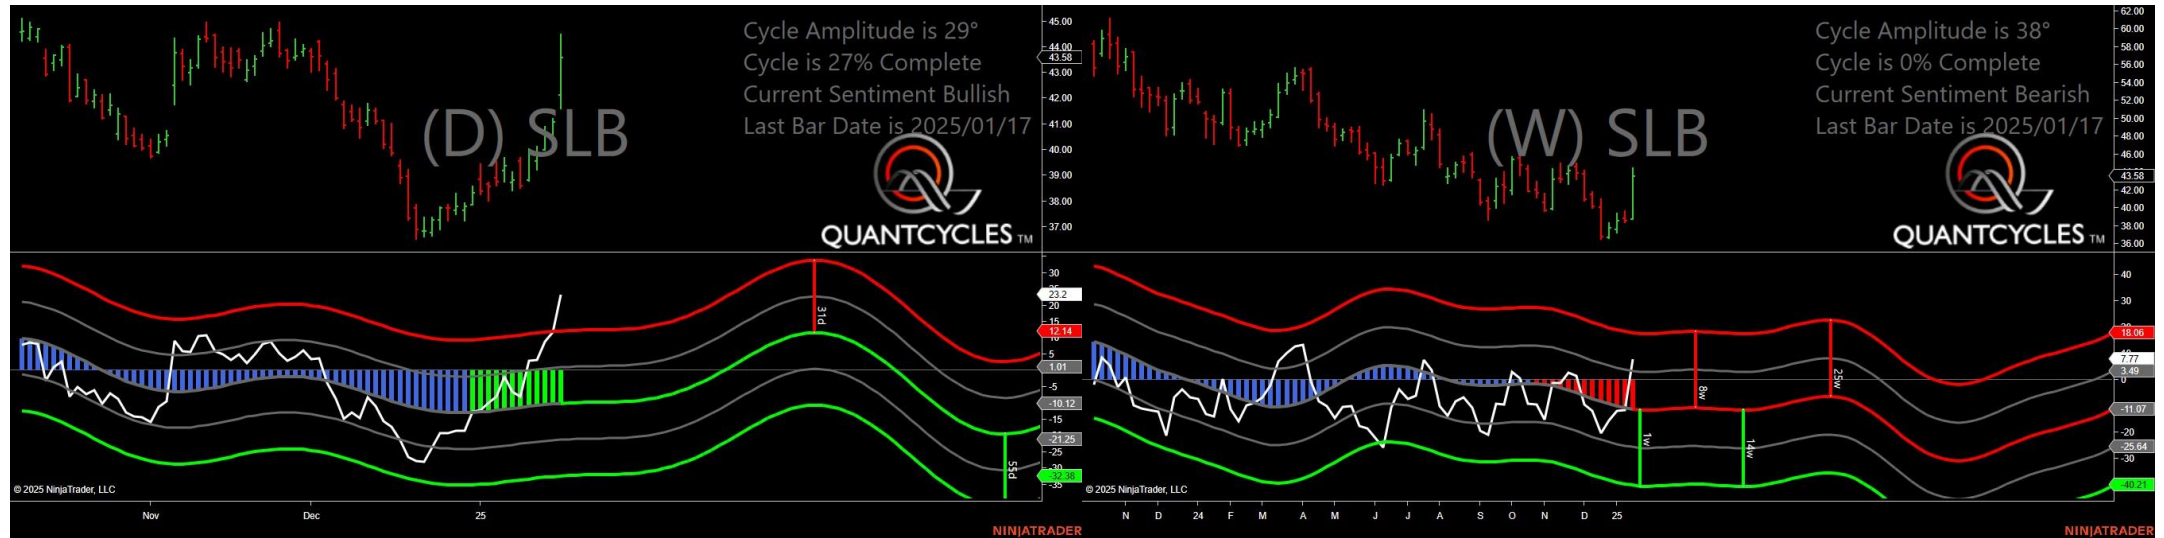 Cycle Amplitude is 29°
Cycle is 27% Complete
Current Sentiment Bullish
Last Bar Date is 2025/01/17
(D) SLB
QUANTCYCLES TM
45.00
44.00
43.58
43.00
42.00
41.00
40.00
39.00
38.00
37.00
30
23.2
20
15
12.14
10
5
1.01
-5
-10.12
-15
-21.25
-30
-32.38
-35
31d
55d
© 2025 NinjaTrader, LLC
Nov
Dec
25
NINJATRADER
Cycle Amplitude is 38°
Cycle is 0% Complete
Current Sentiment Bearish
Last Bar Date is 2025/01/17
(W) SLB
QUANTCYCLES TM
62.00
60.00
58.00
56.00
54.00
52.00
50.00
48.00
46.00
43.58
42.00
40.00
38.00
36.00
40
30
18.06
7.77
3.49
0
-11.07
-20
-25.64
-30
-40.21
8w
25w
1w
14w
© 2025 NinjaTrader, LLC
N D 24 F M A M J J A S O N D 25
NINJATRADER